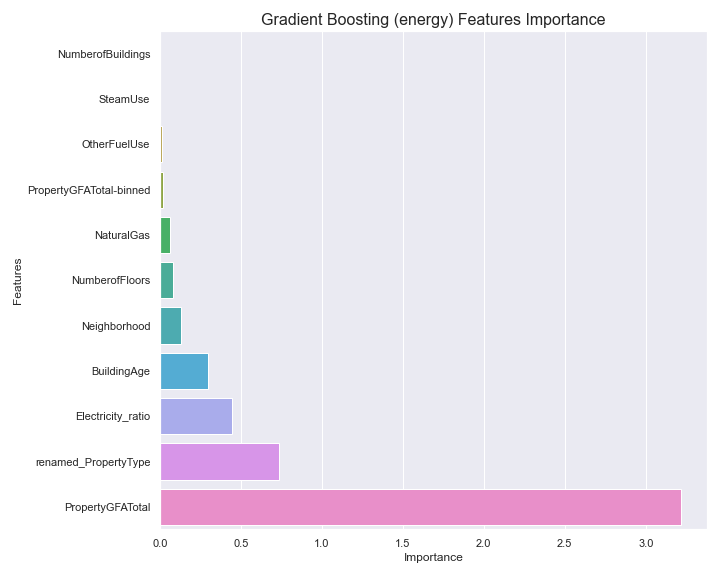 Gradient Boosting (energy) Features Importance
NumberofBuildings
SteamUse
OtherFuelUse
PropertyGFATotal-binned
NaturalGas
NumberofFloors
Neighborhood
BuildingAge
Electricity_ratio
renamed_PropertyType
PropertyGFATotal
Features
0.0 0.5 1.0 1.5 2.0 2.5 3.0
Importance